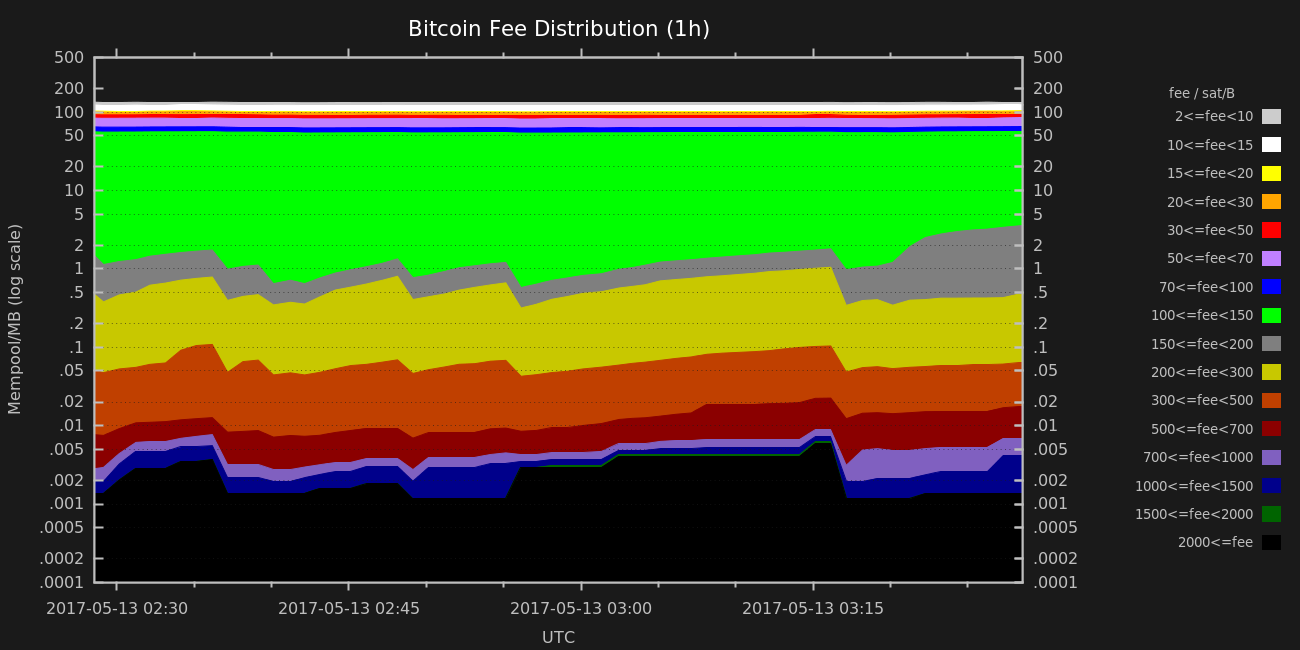 Bitcoin Fee Distribution (1h)
500
200
100
50
20
10
5
2
1
.5
.2
.1
.05
.02
.01
.005
.002
.001
.0005
.0002
.0001
Mempool/MB (log scale)
500
200
100
50
20
10
5
2
1
.5
.2
.1
.05
.02
.01
.005
.002
.001
.0005
.0002
.0001
2017-05-13 02:30
2017-05-13 02:45
2017-05-13 03:00
2017-05-13 03:15
UTC
fee / sat/B
2<=fee<10
10<=fee<15
15<=fee<20
20<=fee<30
30<=fee<50
50<=fee<70
70<=fee<100
100<=fee<150
150<=fee<200
200<=fee<300
300<=fee<500
500<=fee<700
700<=fee<1000
1000<=fee<1500
1500<=fee<2000
2000<=fee